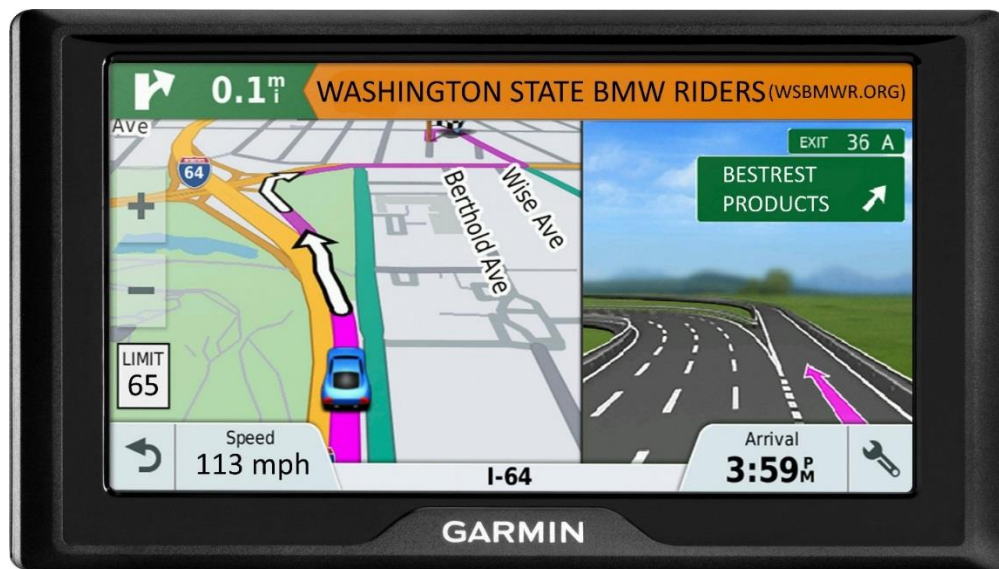 0.1 mi
WASHINGTON STATE BMW RIDERS (WSBMWR.ORG)
Ave
64
Berthold Ave
Wise Ave
EXIT 36 A
BESTREST
PRODUCTS
+
-
LIMIT
65
Speed
113 mph
I-64
Arrival
3:59 PM
GARMIN